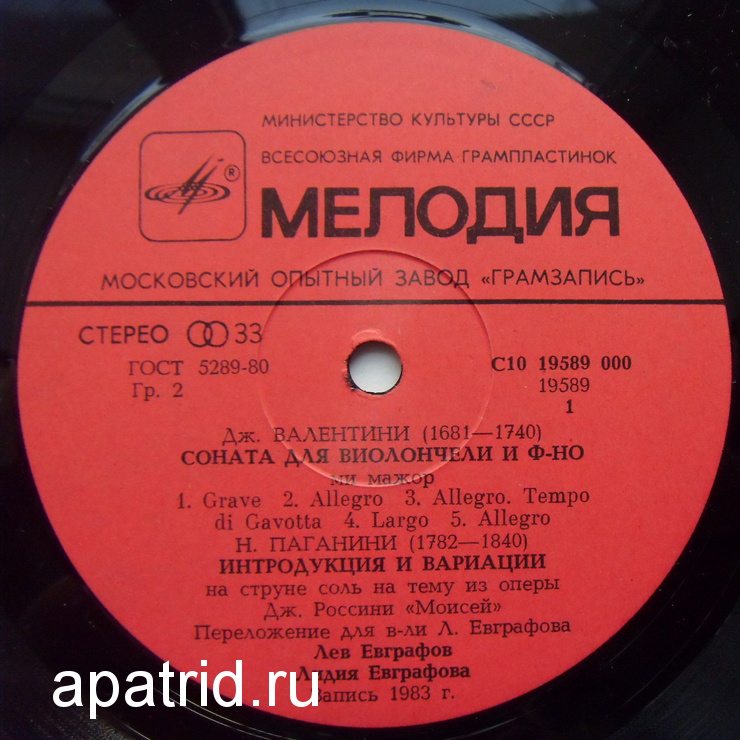 МИНИСТЕРСТВО КУЛЬТУРЫ СССР
ВСЕСОЮЗНАЯ ФИРМА ГРАМПЛАСТИНОК
®
МЕЛОДИЯ
МОСКОВСКИЙ ОПЫТНЫЙ ЗАВОД «ГРАМЗАПИСЬ»
СТЕРЕО 33
ГОСТ 5289-80
Гр. 2
С10 19589 000
19589
1
Дж. ВАЛЕНТИНИ (1681—1740)
СОНАТА ДЛЯ ВИОЛОНЧЕЛИ И Ф-НО
ми мажор
1. Grave 2. Allegro 3. Allegro. Tempo
di Gavotta 4. Largo 5. Allegro
Н. ПАГАНИНИ (1782—1840)
ИНТРОДУКЦИЯ И ВАРИАЦИИ
на струне соль на тему из оперы
Дж. Россини «Моисей»
Переложение для в-ли Л. Евграфова
Лев Евграфов
Лидия Евграфова
Запись 1983 г.
apatrid.ru